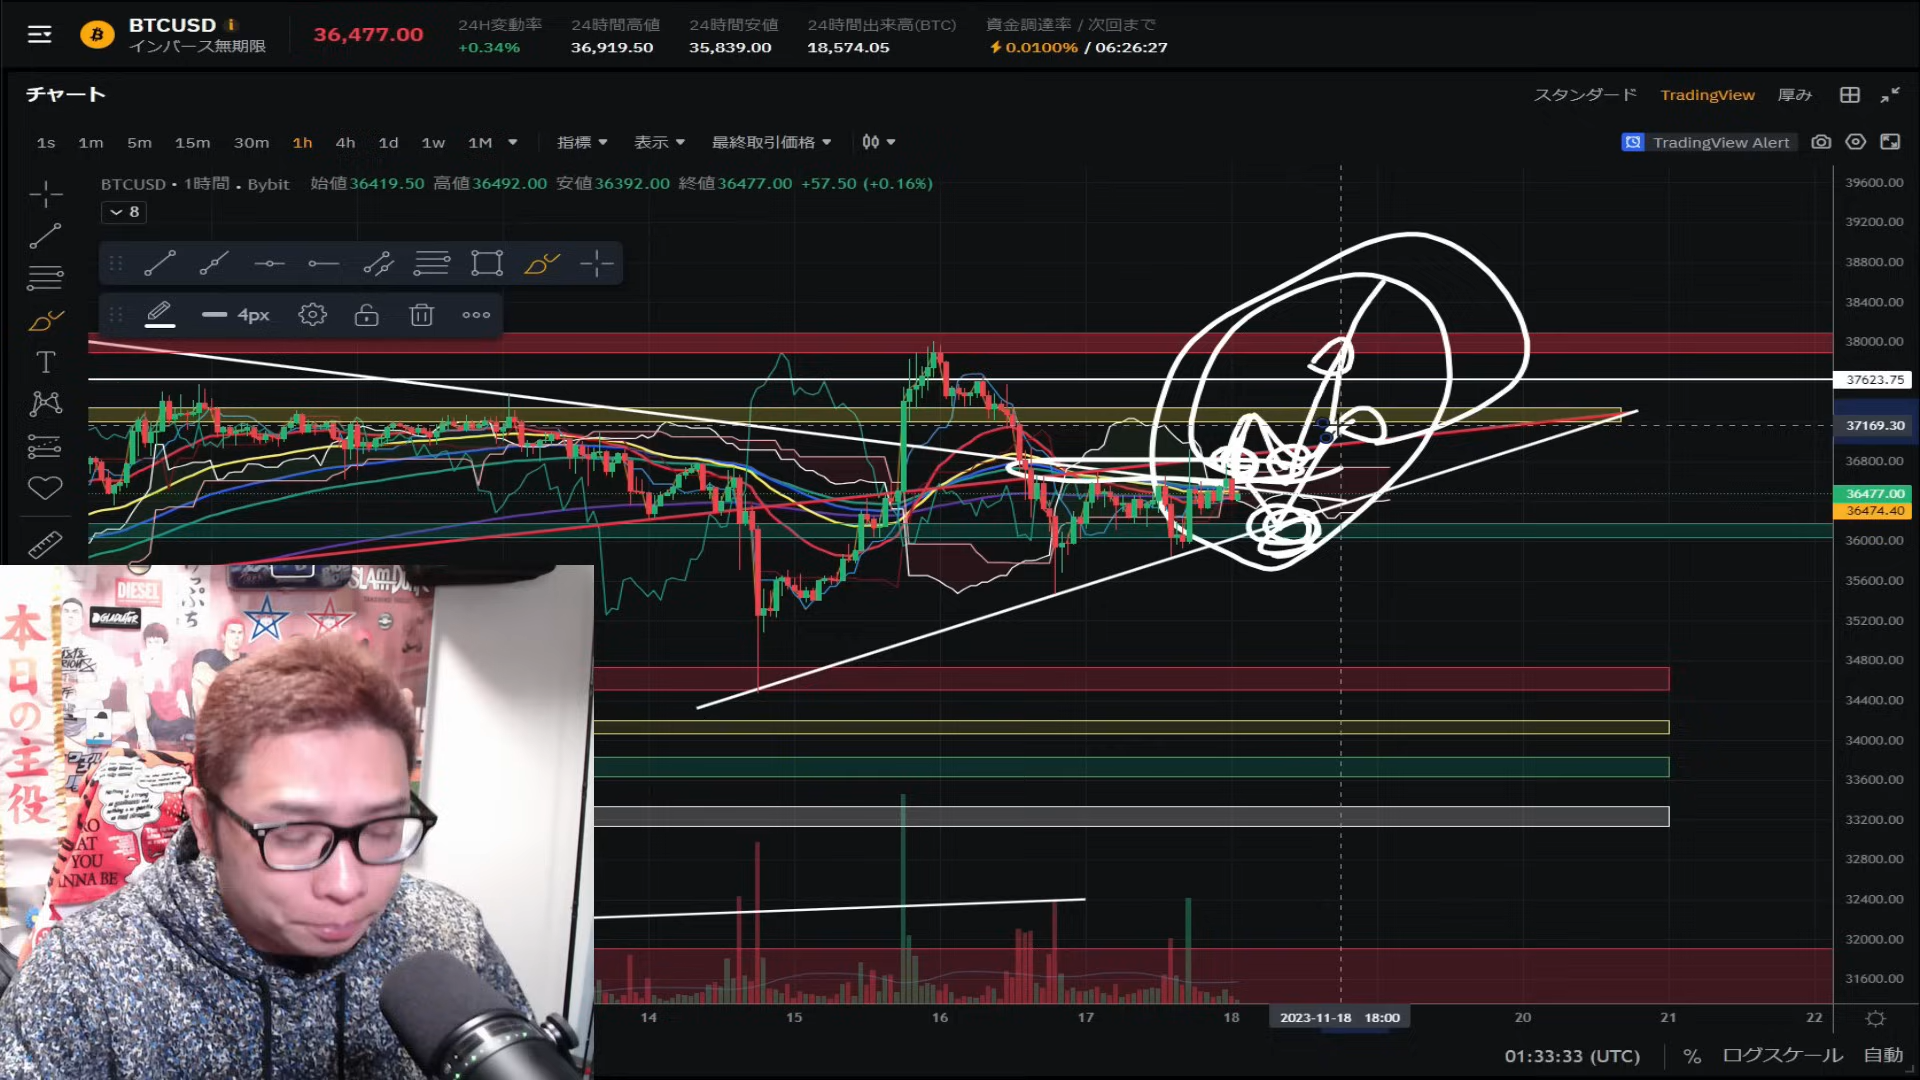 BTCUSD
インバース無期限
36,477.00
24H変動率
+0.34%
24時間高値
36,919.50
24時間安値
35,839.00
24時間出来高(BTC)
18,574.05
資金調達率 / 次回まで
0.0100% / 06:26:27
チャート
スタンダード TradingView 厚み
1s 1m 5m 15m 30m 1h 4h 1d 1w 1M 指標 表示 最終取引価格
TradingView Alert
BTCUSD • 1時間 . Bybit 始値36419.50 高値36492.00 安値36392.00 終値36477.00 +57.50 (+0.16%)
8
4px
T
39600.00
39200.00
38800.00
38400.00
38000.00
37623.75
37169.30
36800.00
36477.00
36474.40
36000.00
35600.00
35200.00
34800.00
34400.00
34000.00
33600.00
33200.00
32800.00
32400.00
32000.00
31600.00
14 15 16 17 18 2023-11-18 18:00 20 21 22
01:33:33 (UTC) % ログスケール 自動
本日の主役
DIESEL
GLADIATOR
SLAM DUNK
AT
YOU
ANNA BE